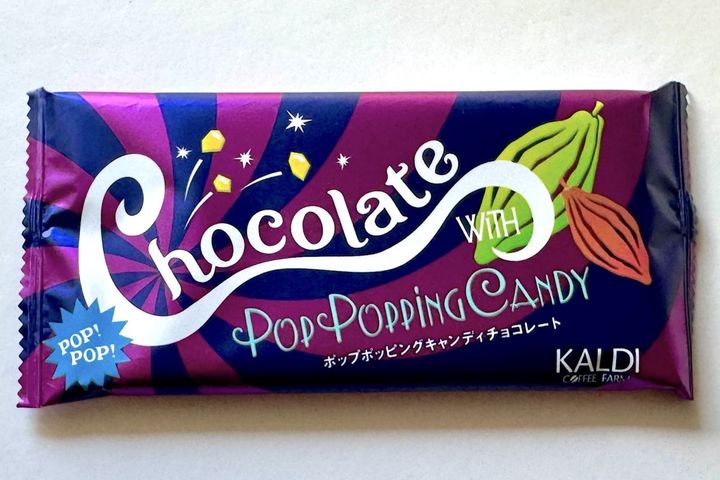 Chocolate
WiTH
POP POPPiNG CANDY
ポップポッピングキャンディチョコレート
POP!
POP!
KALDI
COFFEE FARM